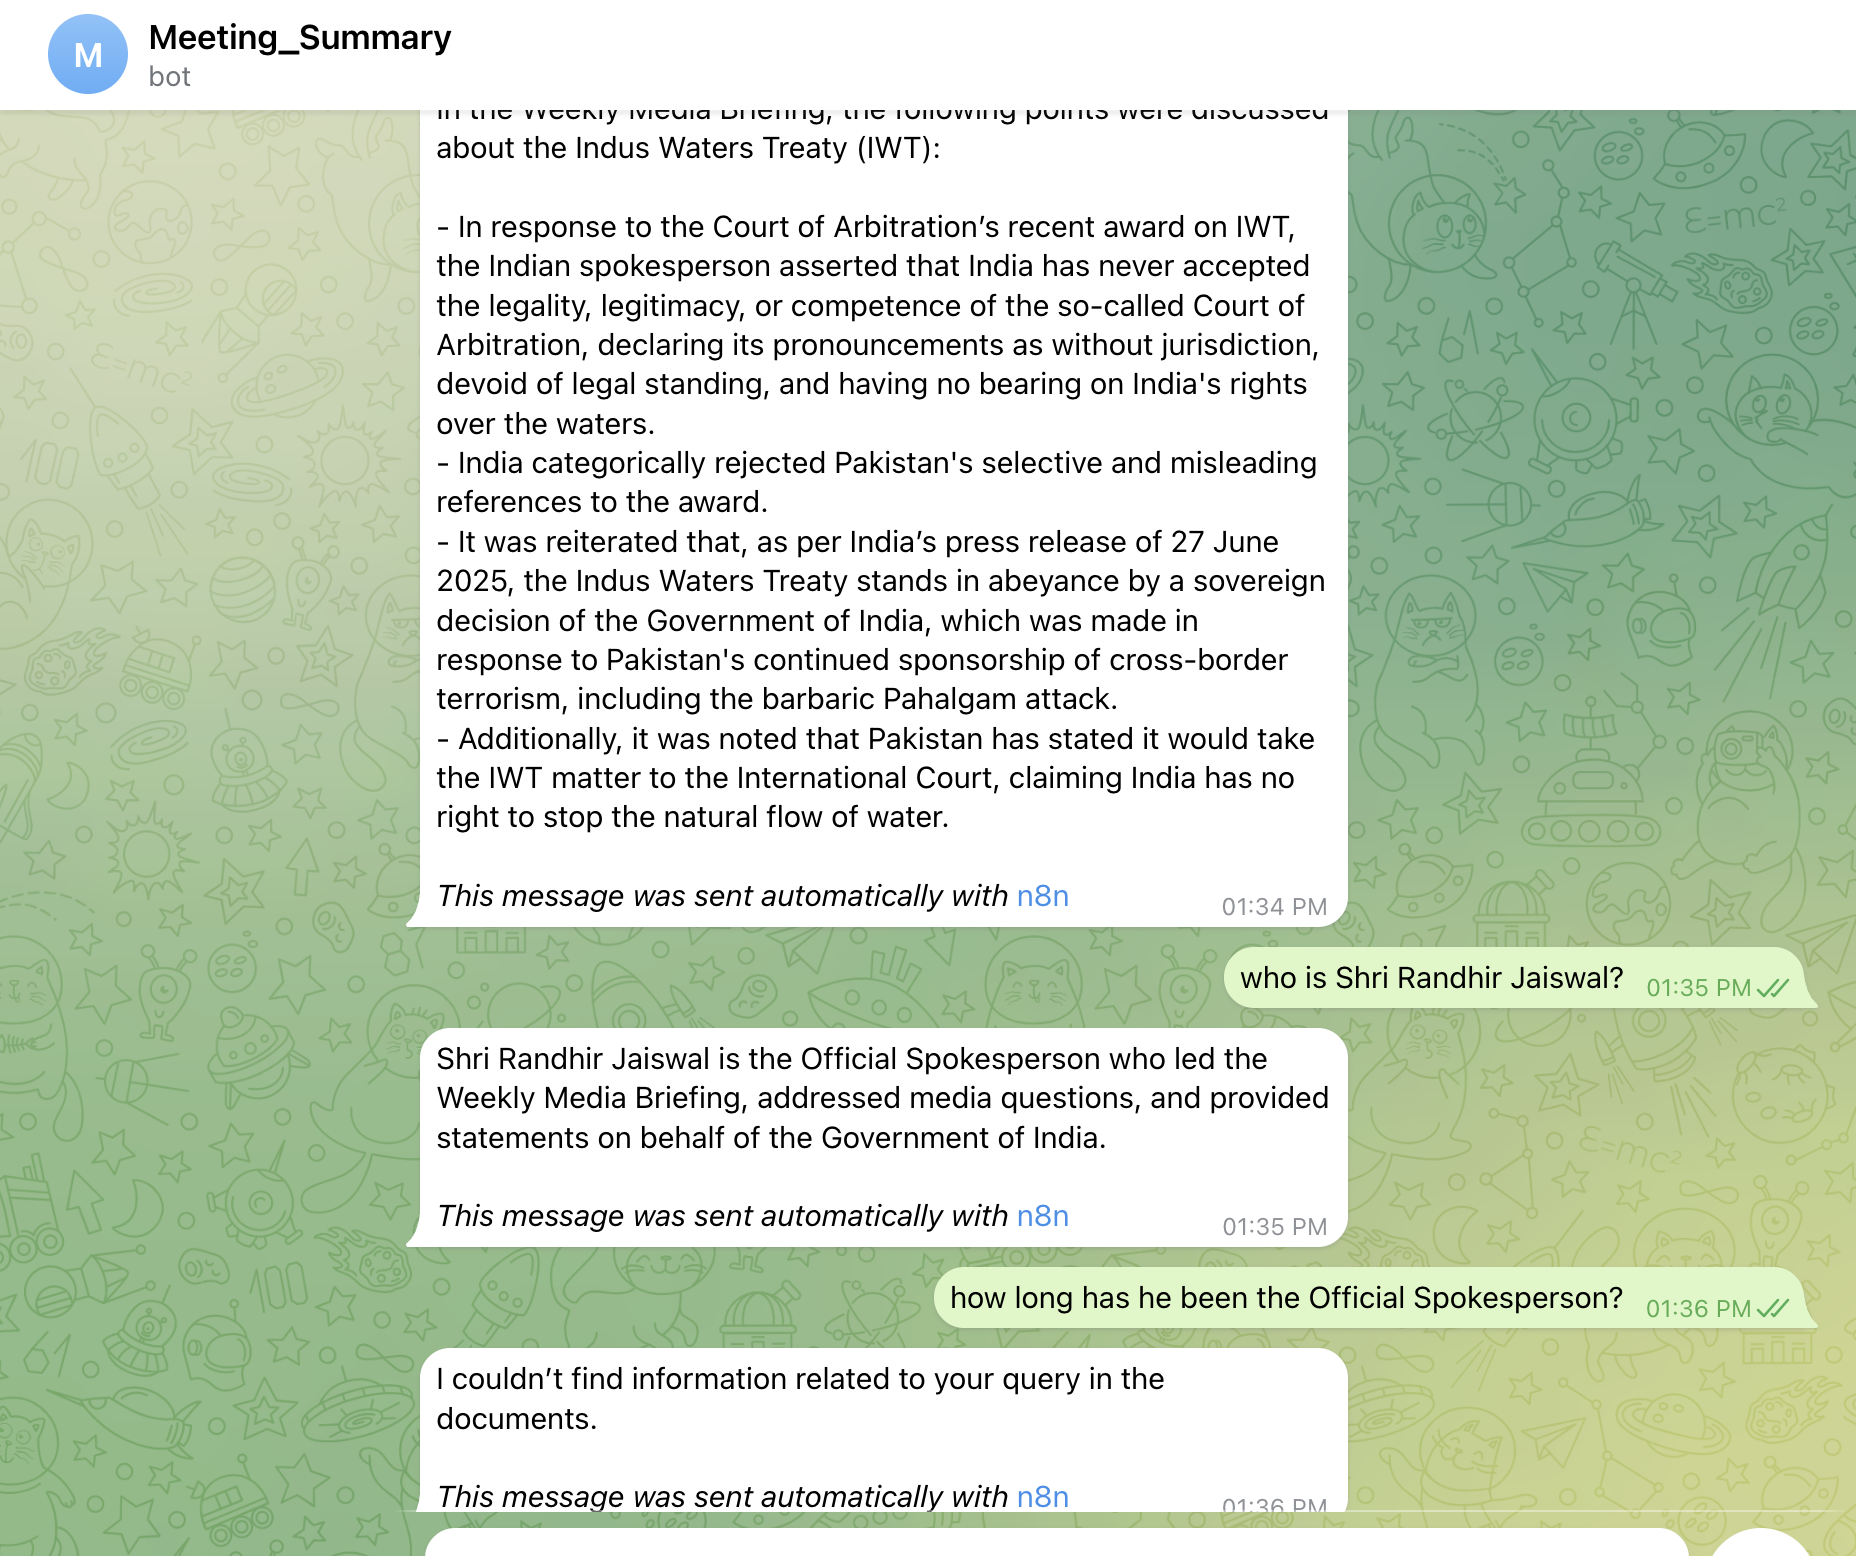 M
Meeting_Summary
bot
In the Weekly Media Briefing, the following points were discussed
about the Indus Waters Treaty (IWT):
- In response to the Court of Arbitration’s recent award on IWT,
the Indian spokesperson asserted that India has never accepted
the legality, legitimacy, or competence of the so-called Court of
Arbitration, declaring its pronouncements as without jurisdiction,
devoid of legal standing, and having no bearing on India's rights
over the waters.
- India categorically rejected Pakistan's selective and misleading
references to the award.
- It was reiterated that, as per India’s press release of 27 June
2025, the Indus Waters Treaty stands in abeyance by a sovereign
decision of the Government of India, which was made in
response to Pakistan's continued sponsorship of cross-border
terrorism, including the barbaric Pahalgam attack.
- Additionally, it was noted that Pakistan has stated it would take
the IWT matter to the International Court, claiming India has no
right to stop the natural flow of water.
This message was sent automatically with n8n
01:34 PM
who is Shri Randhir Jaiswal? 01:35 PM
Shri Randhir Jaiswal is the Official Spokesperson who led the
Weekly Media Briefing, addressed media questions, and provided
statements on behalf of the Government of India.
This message was sent automatically with n8n
01:35 PM
how long has he been the Official Spokesperson? 01:36 PM
I couldn’t find information related to your query in the
documents.
This message was sent automatically with n8n
01:36 PM